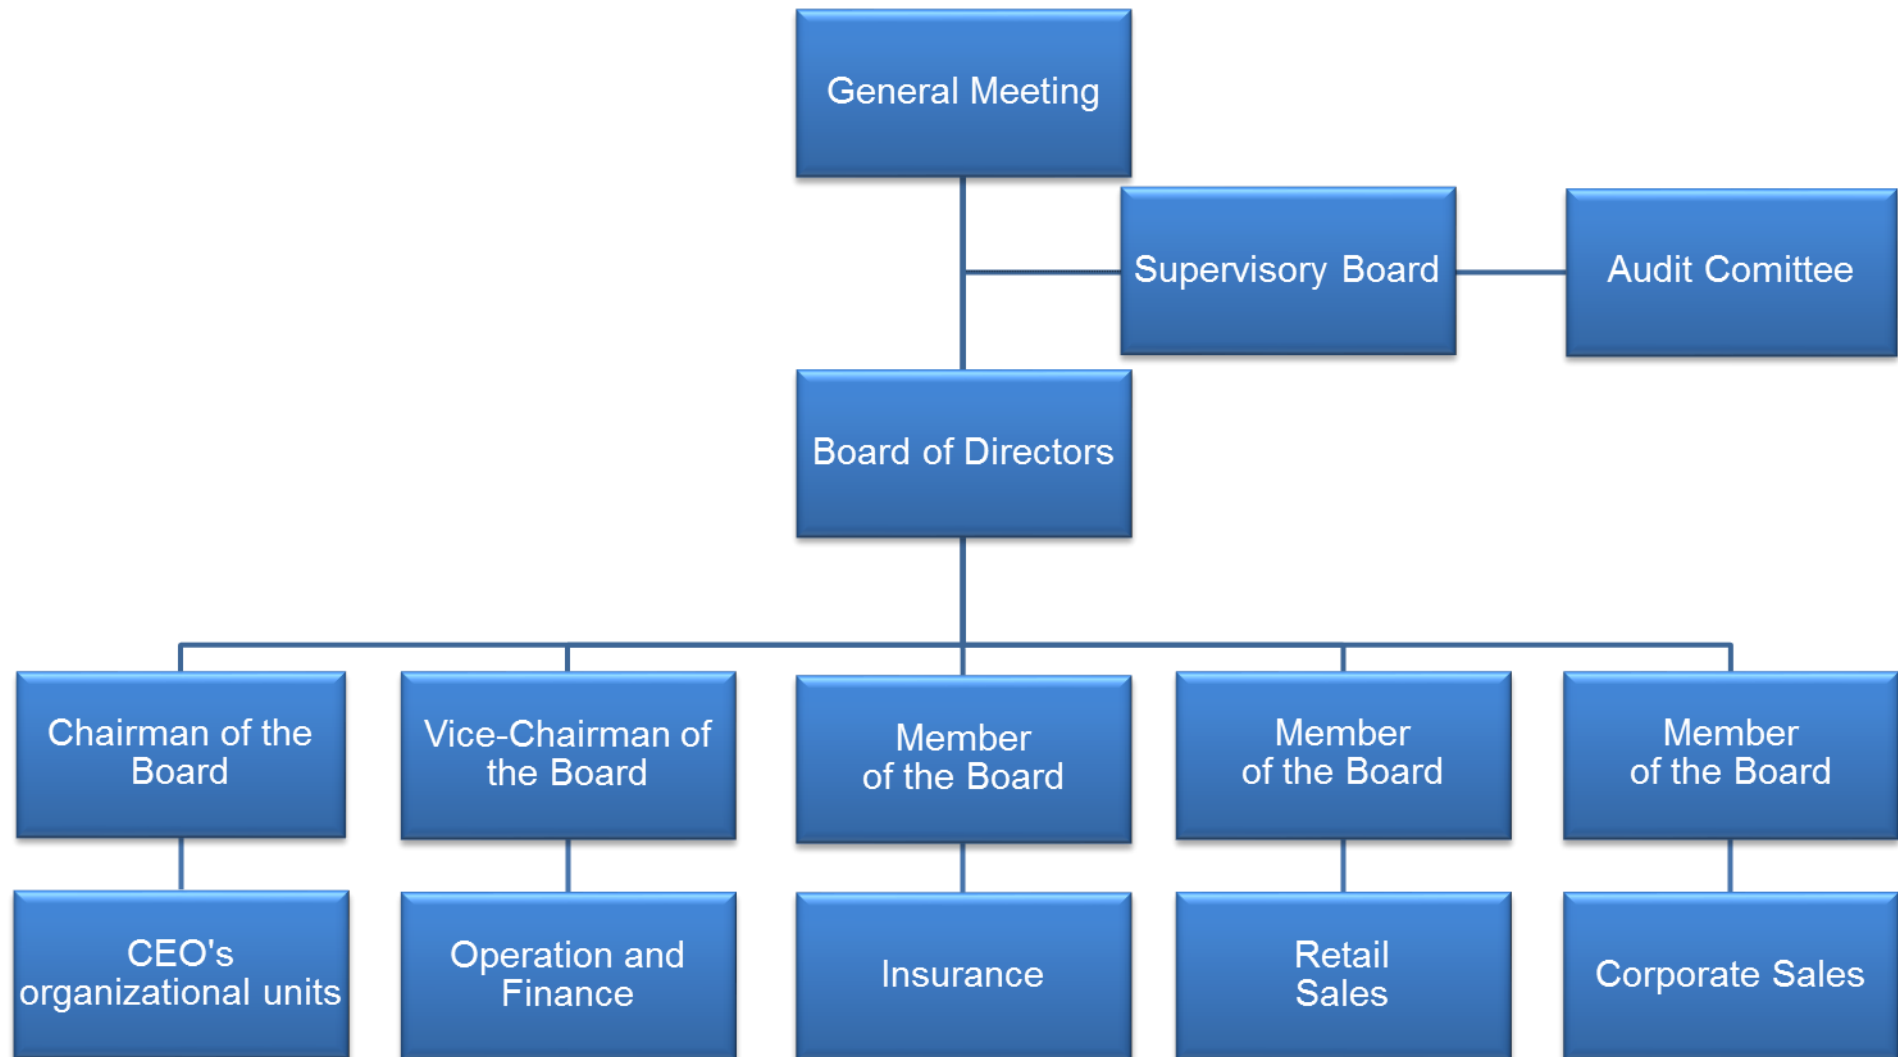 General Meeting
Supervisory Board
Audit Comittee
Board of Directors
Chairman of the
Board
Vice-Chairman of
the Board
Member
of the Board
Member
of the Board
Member
of the Board
CEO's
organizational units
Operation and
Finance
Insurance
Retail
Sales
Corporate Sales